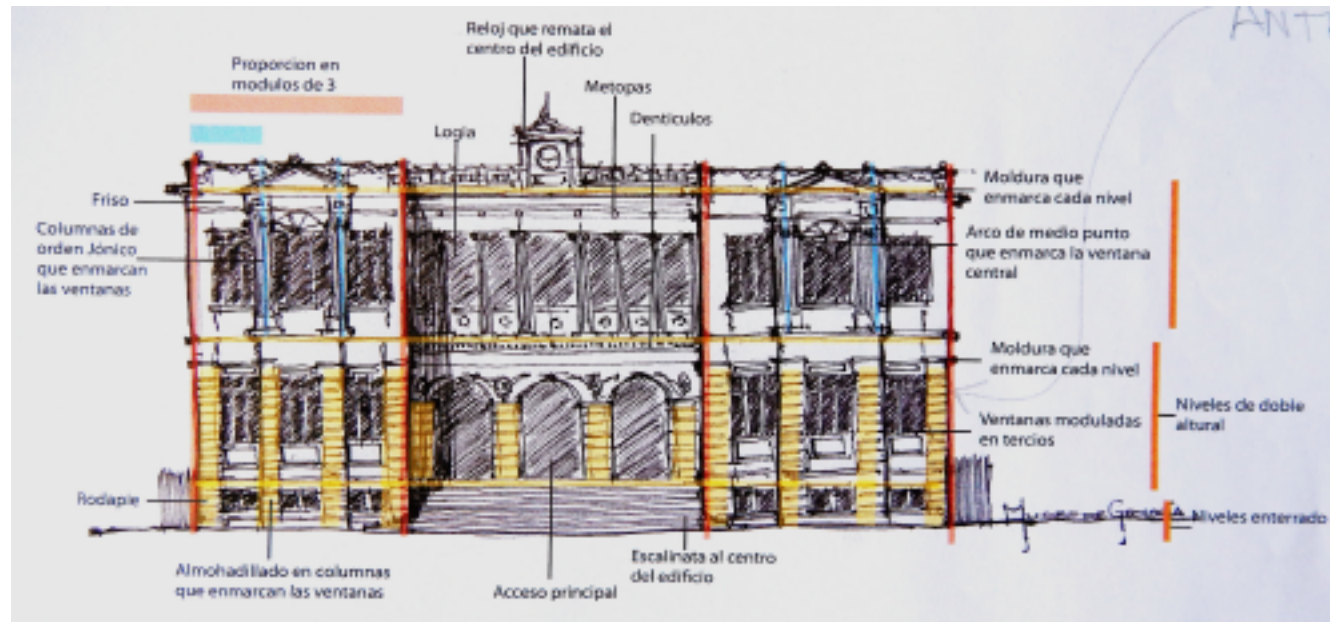 Reloj que remata el
centro del edificio
Proporcion en
modulos de 3
Metopas
Logia
Denticulos
Friso
Columnas de
orden Jónico
que enmarcan
las ventanas
Moldura que
enmarca cada nivel
Arco de medio punto
que enmarca la ventana
central
Moldura que
enmarca cada nivel
Ventanas moduladas
en tercios
Niveles de doble
altural
Rodapie
Niveles enterrado
Almohadillado en columnas
que enmarcan las ventanas
Acceso principal
Escalinata al centro
del edificio